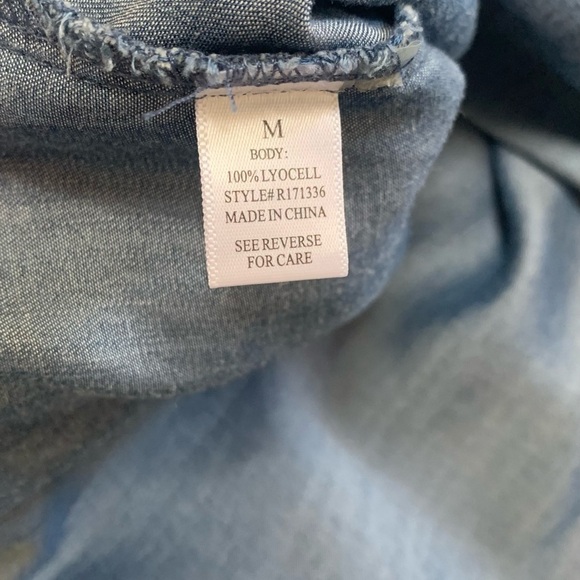 M
BODY:
100% LYOCELL
STYLE# R171336
MADE IN CHINA
SEE REVERSE
FOR CARE